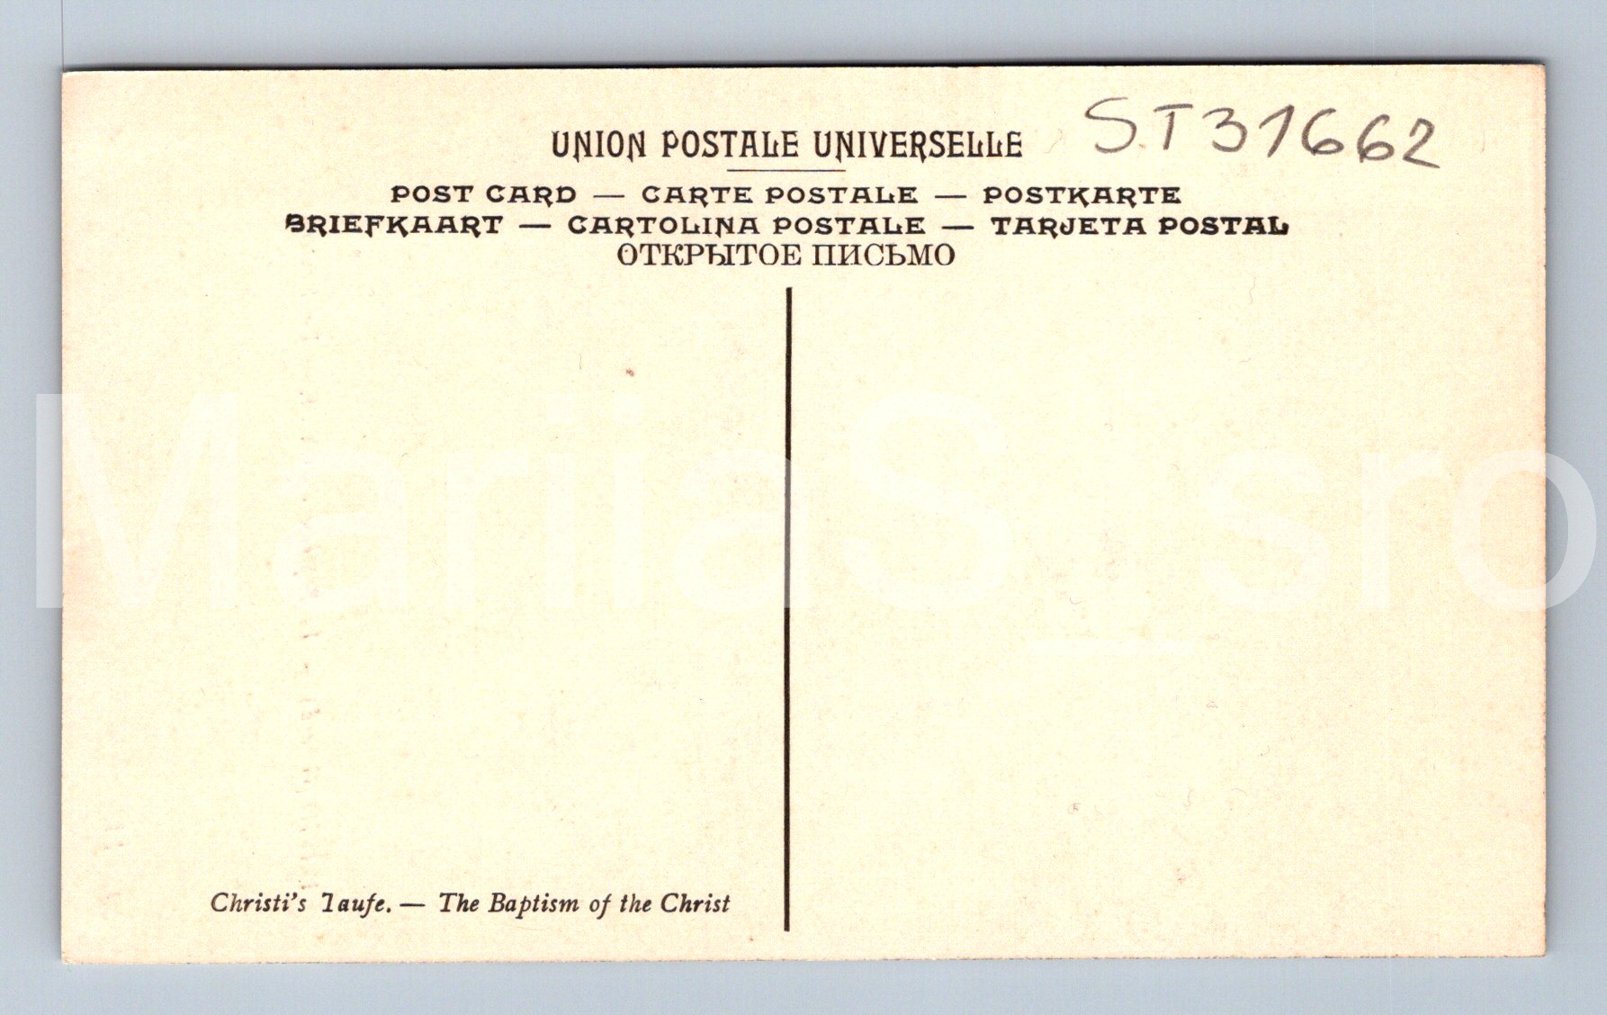 ST31662
UNION POSTALE UNIVERSELLE
POST CARD — CARTE POSTALE — POSTKARTE
BRIEFKAART — CARTOLINA POSTALE — TARJETA POSTAL
ОТКРЫТОЕ ПИСЬМО
MariiaS_sro
Christi's Taufe. — The Baptism of the Christ